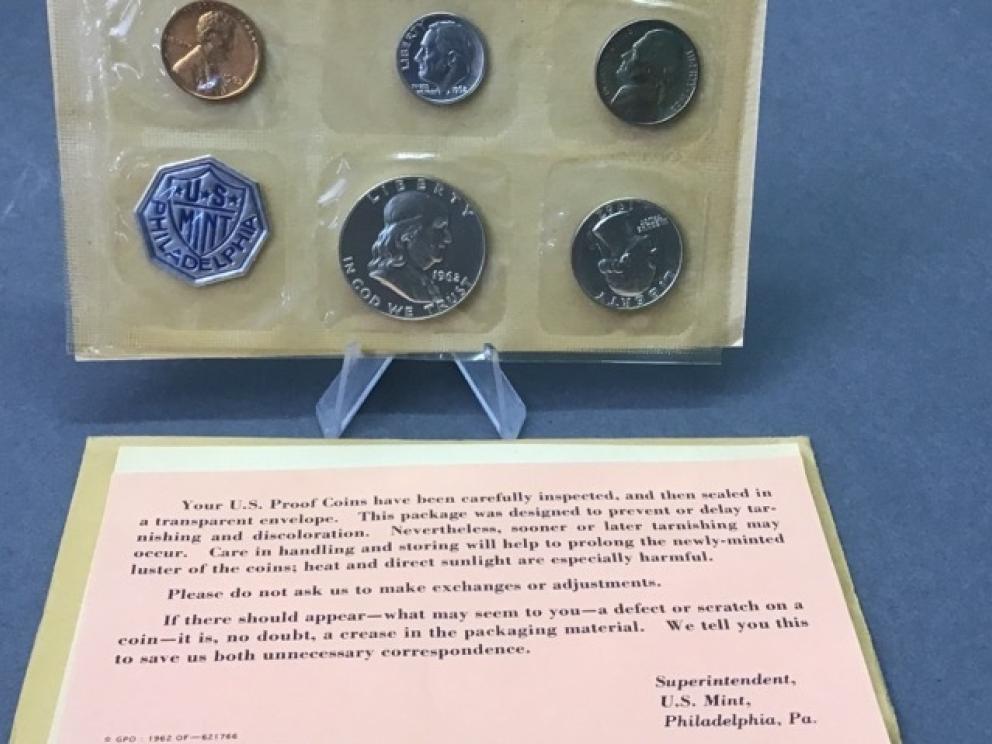 LIBERTY
U.S.
MINT
PHILADELPHIA
LIBERTY
1962
IN GOD WE TRUST
LIBERTY
Your U.S. Proof Coins have been carefully inspected, and then sealed in
a transparent envelope. This package was designed to prevent or delay tar-
nishing and discoloration. Nevertheless, sooner or later tarnishing may
occur. Care in handling and storing will help to prolong the newly-minted
luster of the coins; heat and direct sunlight are especially harmful.
Please do not ask us to make exchanges or adjustments.
If there should appear—what may seem to you—a defect or scratch on a
coin—it is, no doubt, a crease in the packaging material. We tell you this
to save us both unnecessary correspondence.
Superintendent,
U.S. Mint,
Philadelphia, Pa.
GPO : 1962 OF—621766